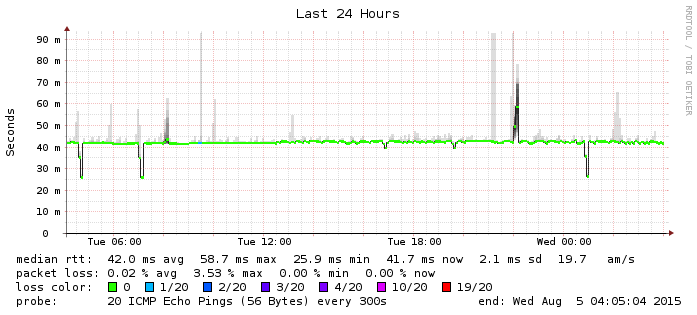 Last 24 Hours
RRDTOOL / TOBI OETIKER
Seconds
90 m
80 m
70 m
60 m
50 m
40 m
30 m
20 m
10 m
0
Tue 06:00 Tue 12:00 Tue 18:00 Wed 00:00
median rtt: 42.0 ms avg 58.7 ms max 25.9 ms min 41.7 ms now 2.1 ms sd 19.7 am/s
packet loss: 0.02 % avg 3.53 % max 0.00 % min 0.00 % now
loss color: 0 1/20 2/20 3/20 4/20 10/20 19/20
probe: 20 ICMP Echo Pings (56 Bytes) every 300s end: Wed Aug 5 04:05:04 2015